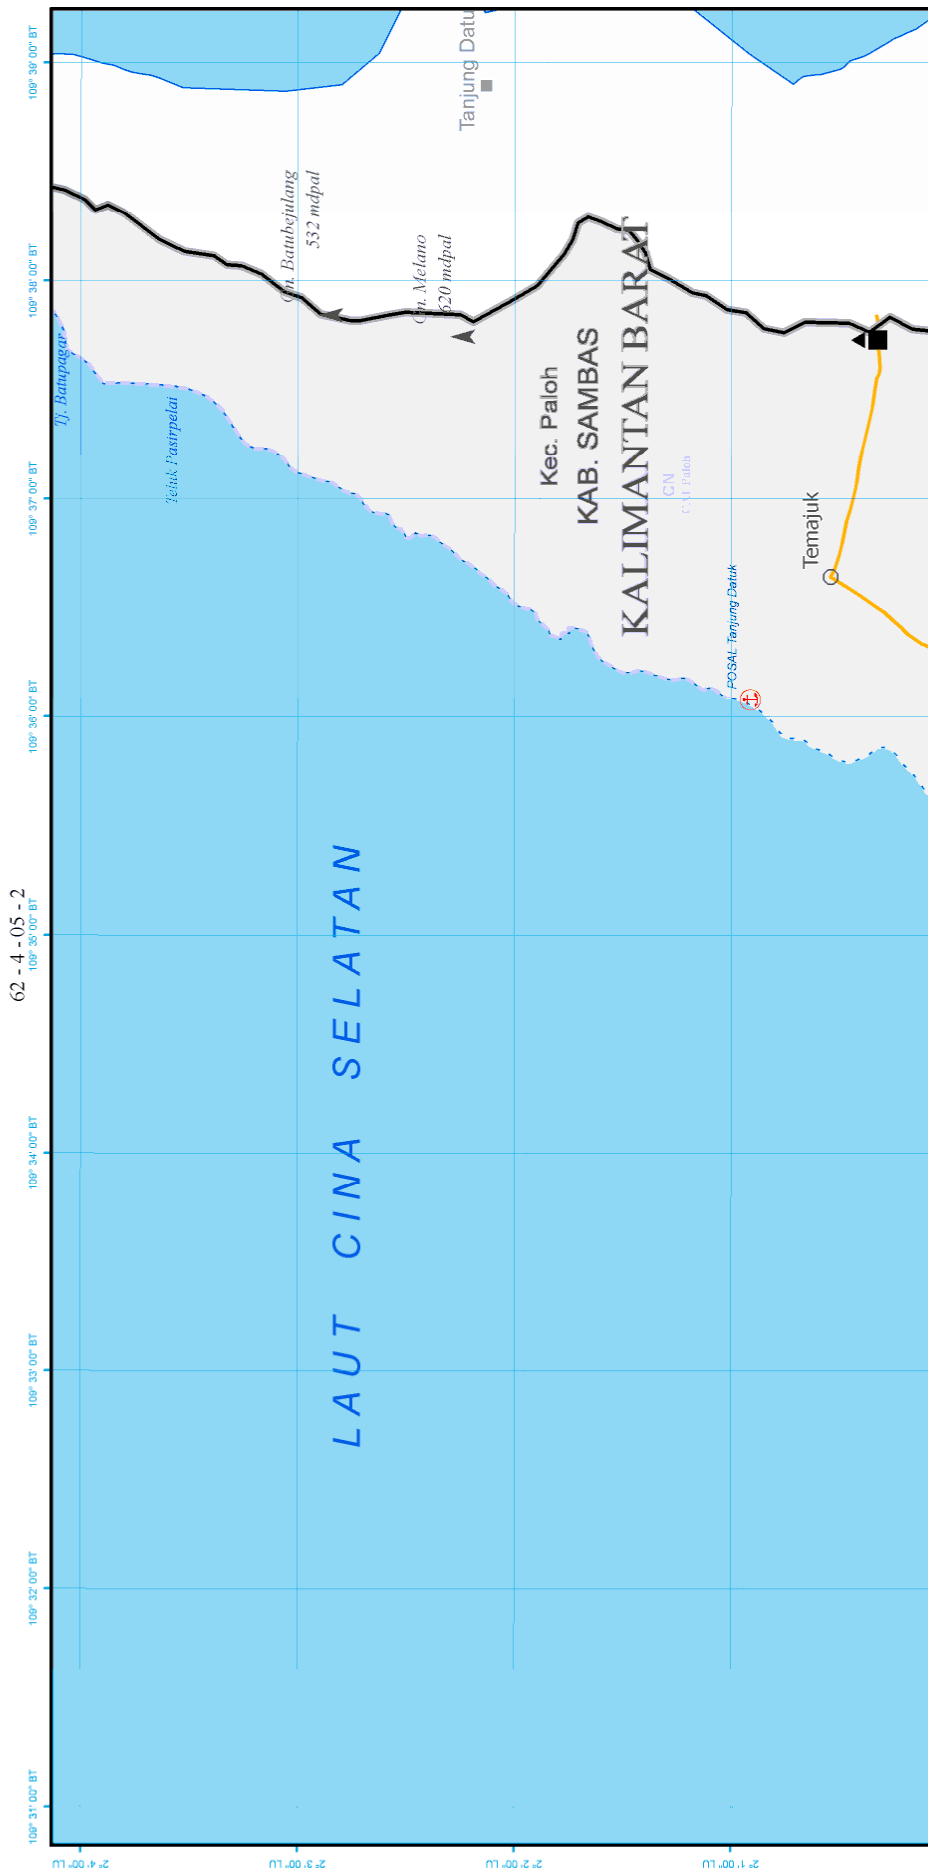 62 - 4 - 05 - 2
109° 31' 00" BT
109° 32' 00" BT
109° 33' 00" BT
109° 34' 00" BT
109° 35' 00" BT
109° 36' 00" BT
109° 37' 00" BT
109° 38' 00" BT
109° 39' 00" BT
Tj. Batupagar
Teluk Pasirpelai
Gn. Batubejulang
532 mdpal
LAUT CINA SELATAN
Gn. Melano
620 mdpal
Tanjung Datu
Kec. Paloh
KAB. SAMBAS
KALIMANTAN BARAT
CN
CAl Paloh
POSAL Tanjung Datuk
Temajuk
2° 4' 00" LU
2° 3' 00" LU
2° 2' 00" LU
2° 1' 00" LU